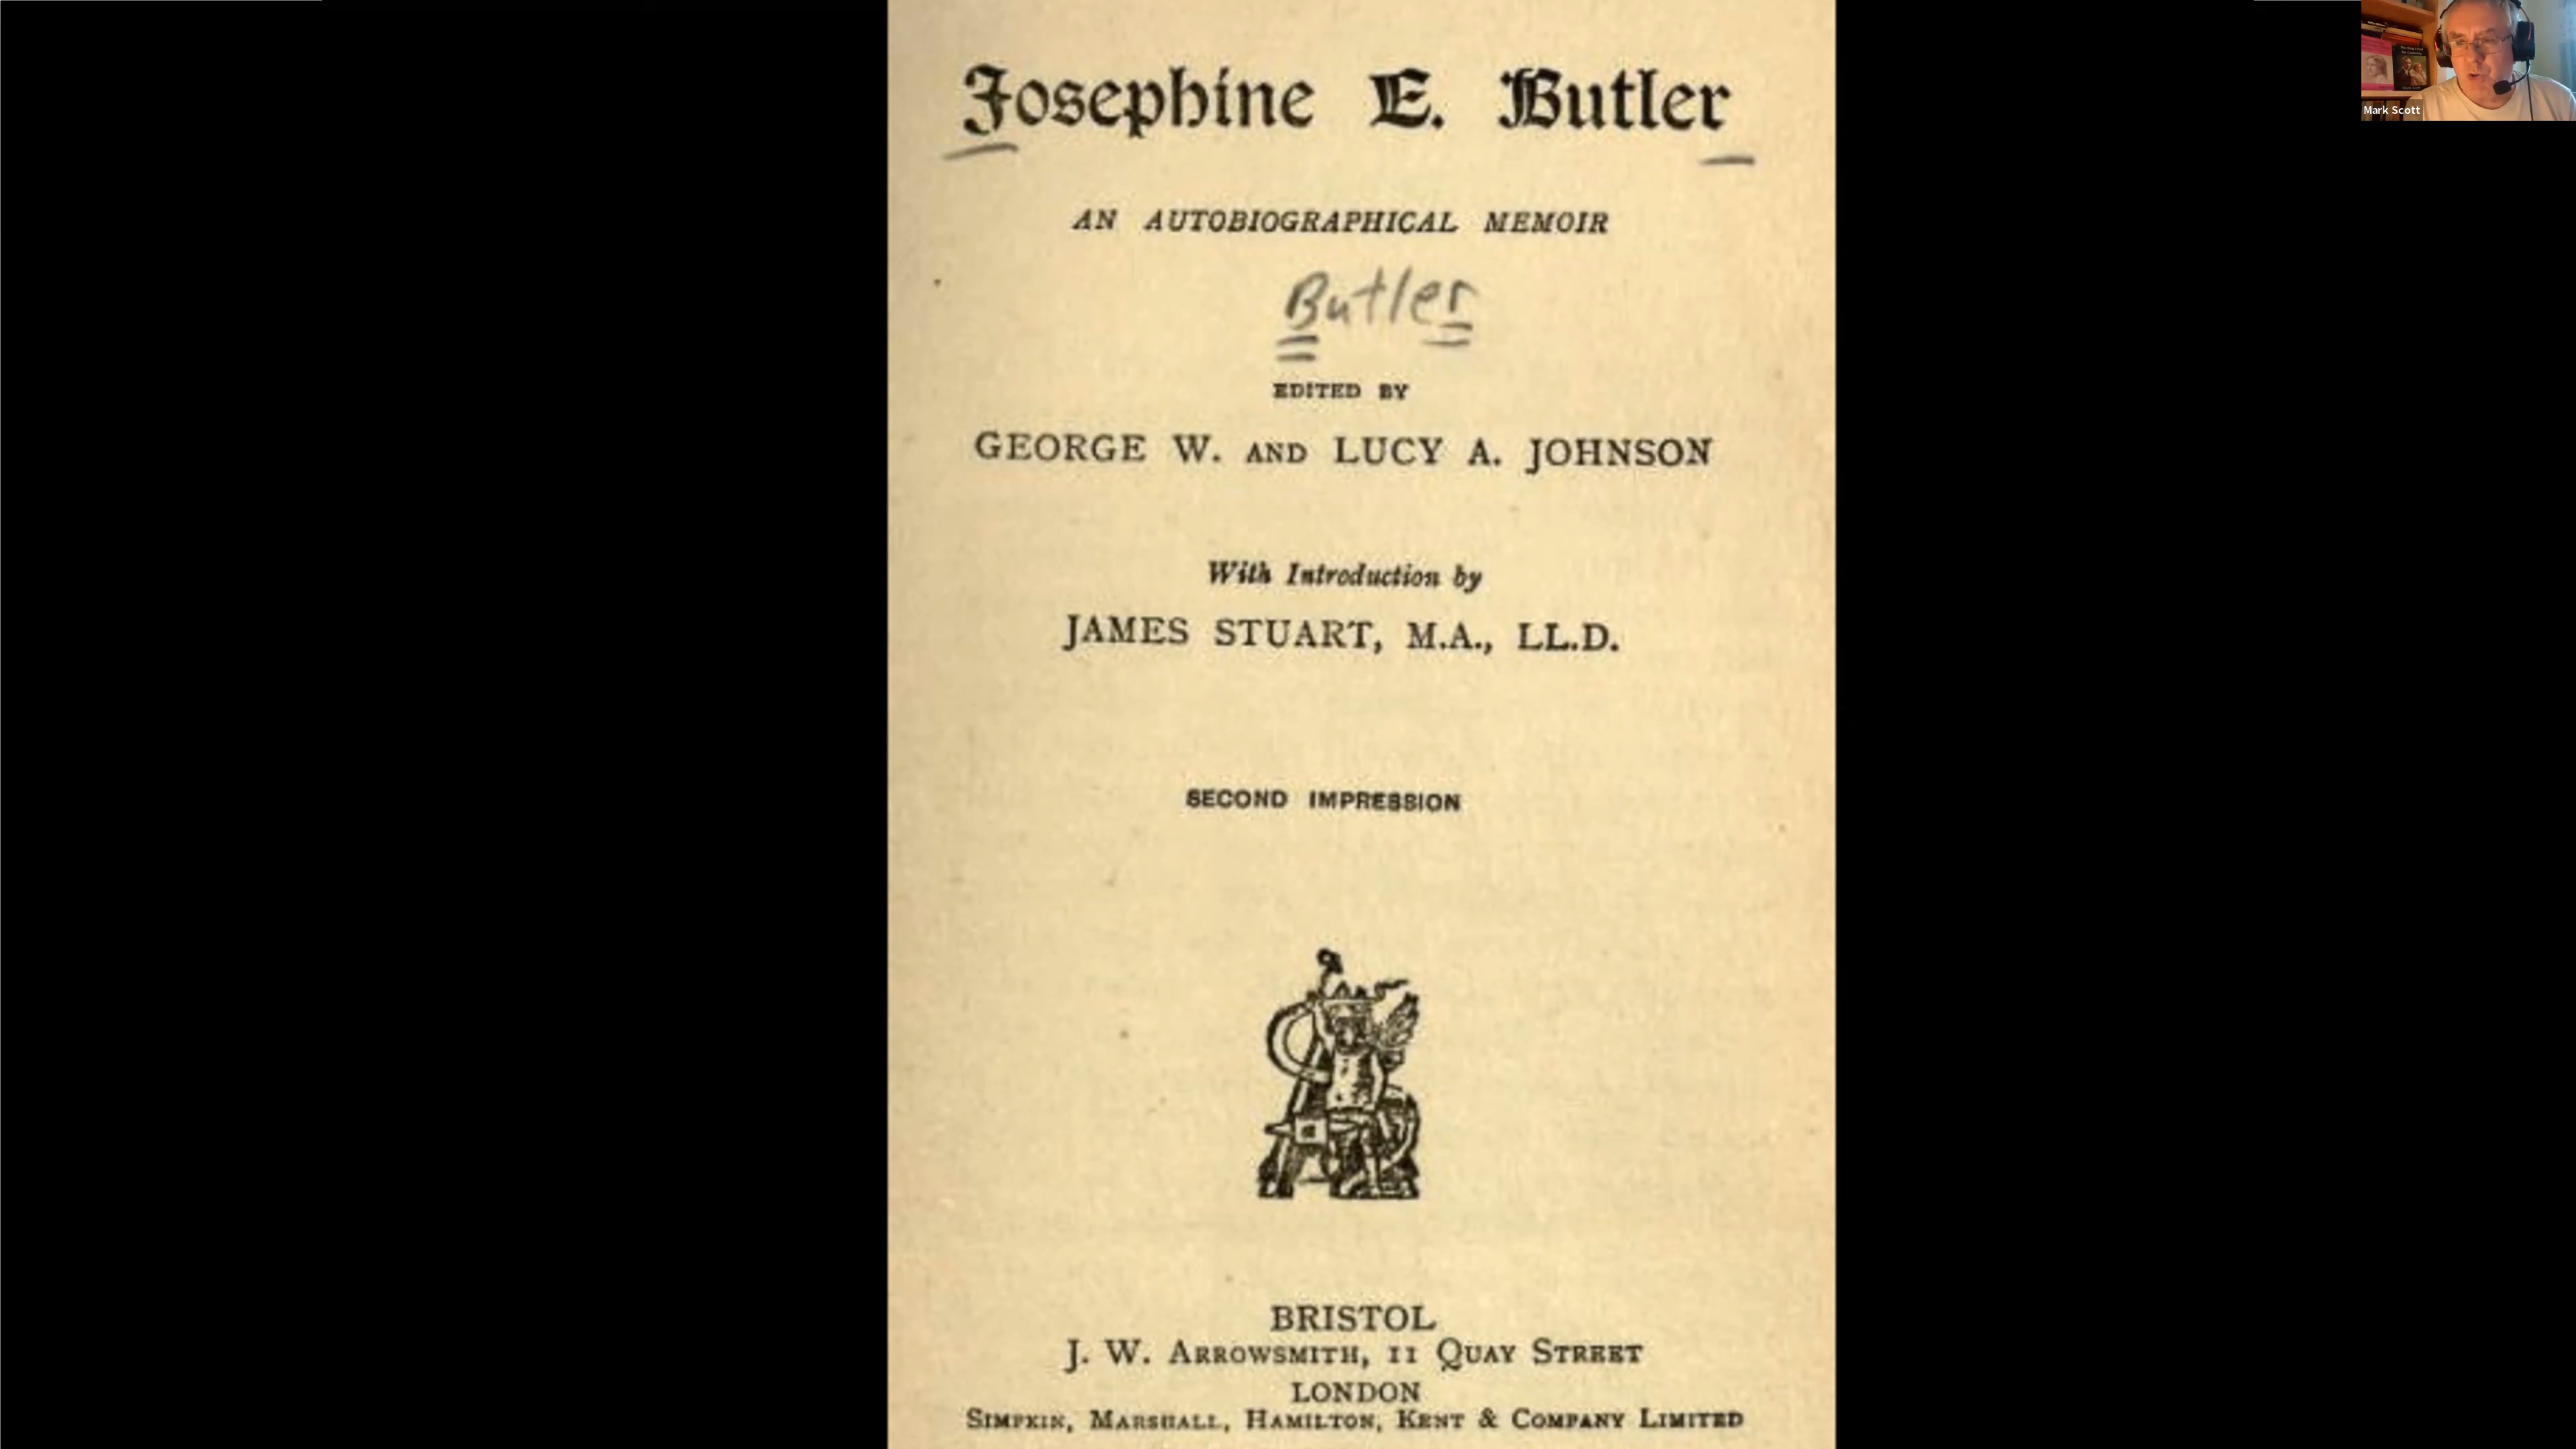 Josephine E. Butler
AN AUTOBIOGRAPHICAL MEMOIR
Butler
EDITED BY
GEORGE W. AND LUCY A. JOHNSON
With Introduction by
JAMES STUART, M.A., LL.D.
SECOND IMPRESSION
BRISTOL
J. W. ARROWSMITH, 11 QUAY STREET
LONDON
SIMPKIN, MARSHALL, HAMILTON, KENT & COMPANY LIMITED
Mark Scott